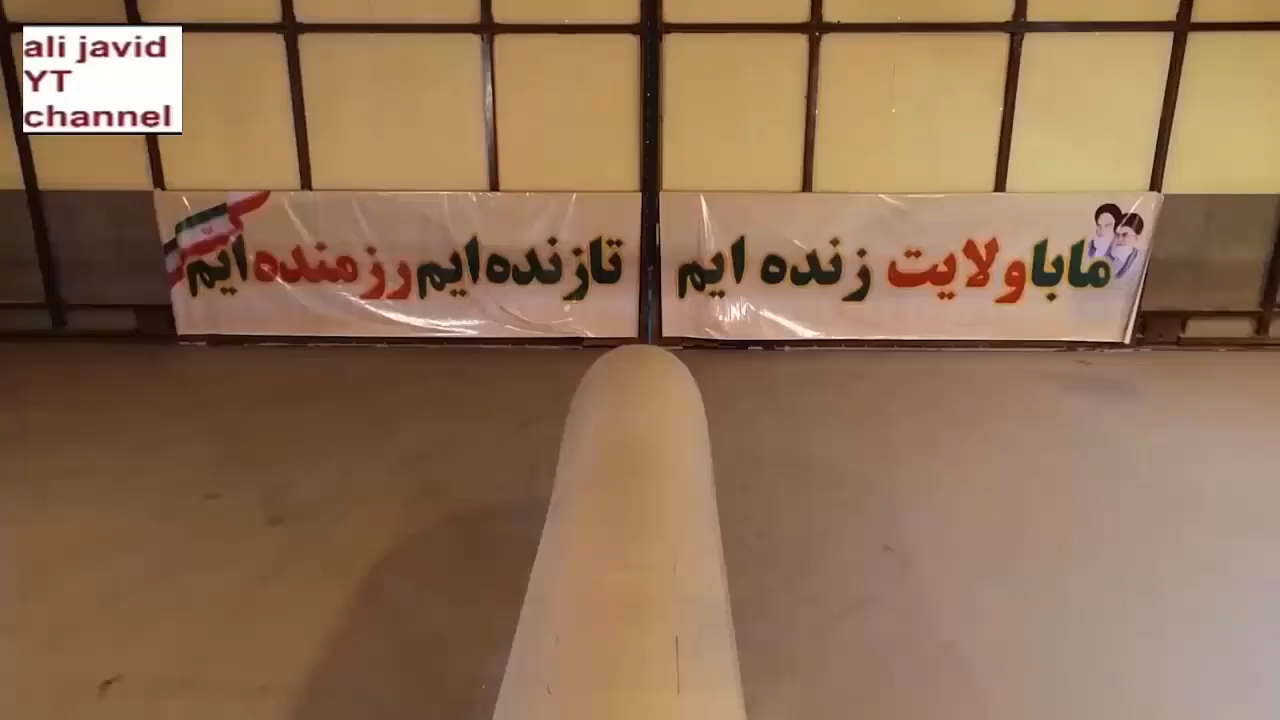 ali javid
YT
channel
ما با ولایت زنده ایم
تا زنده ایم رزمنده ایم